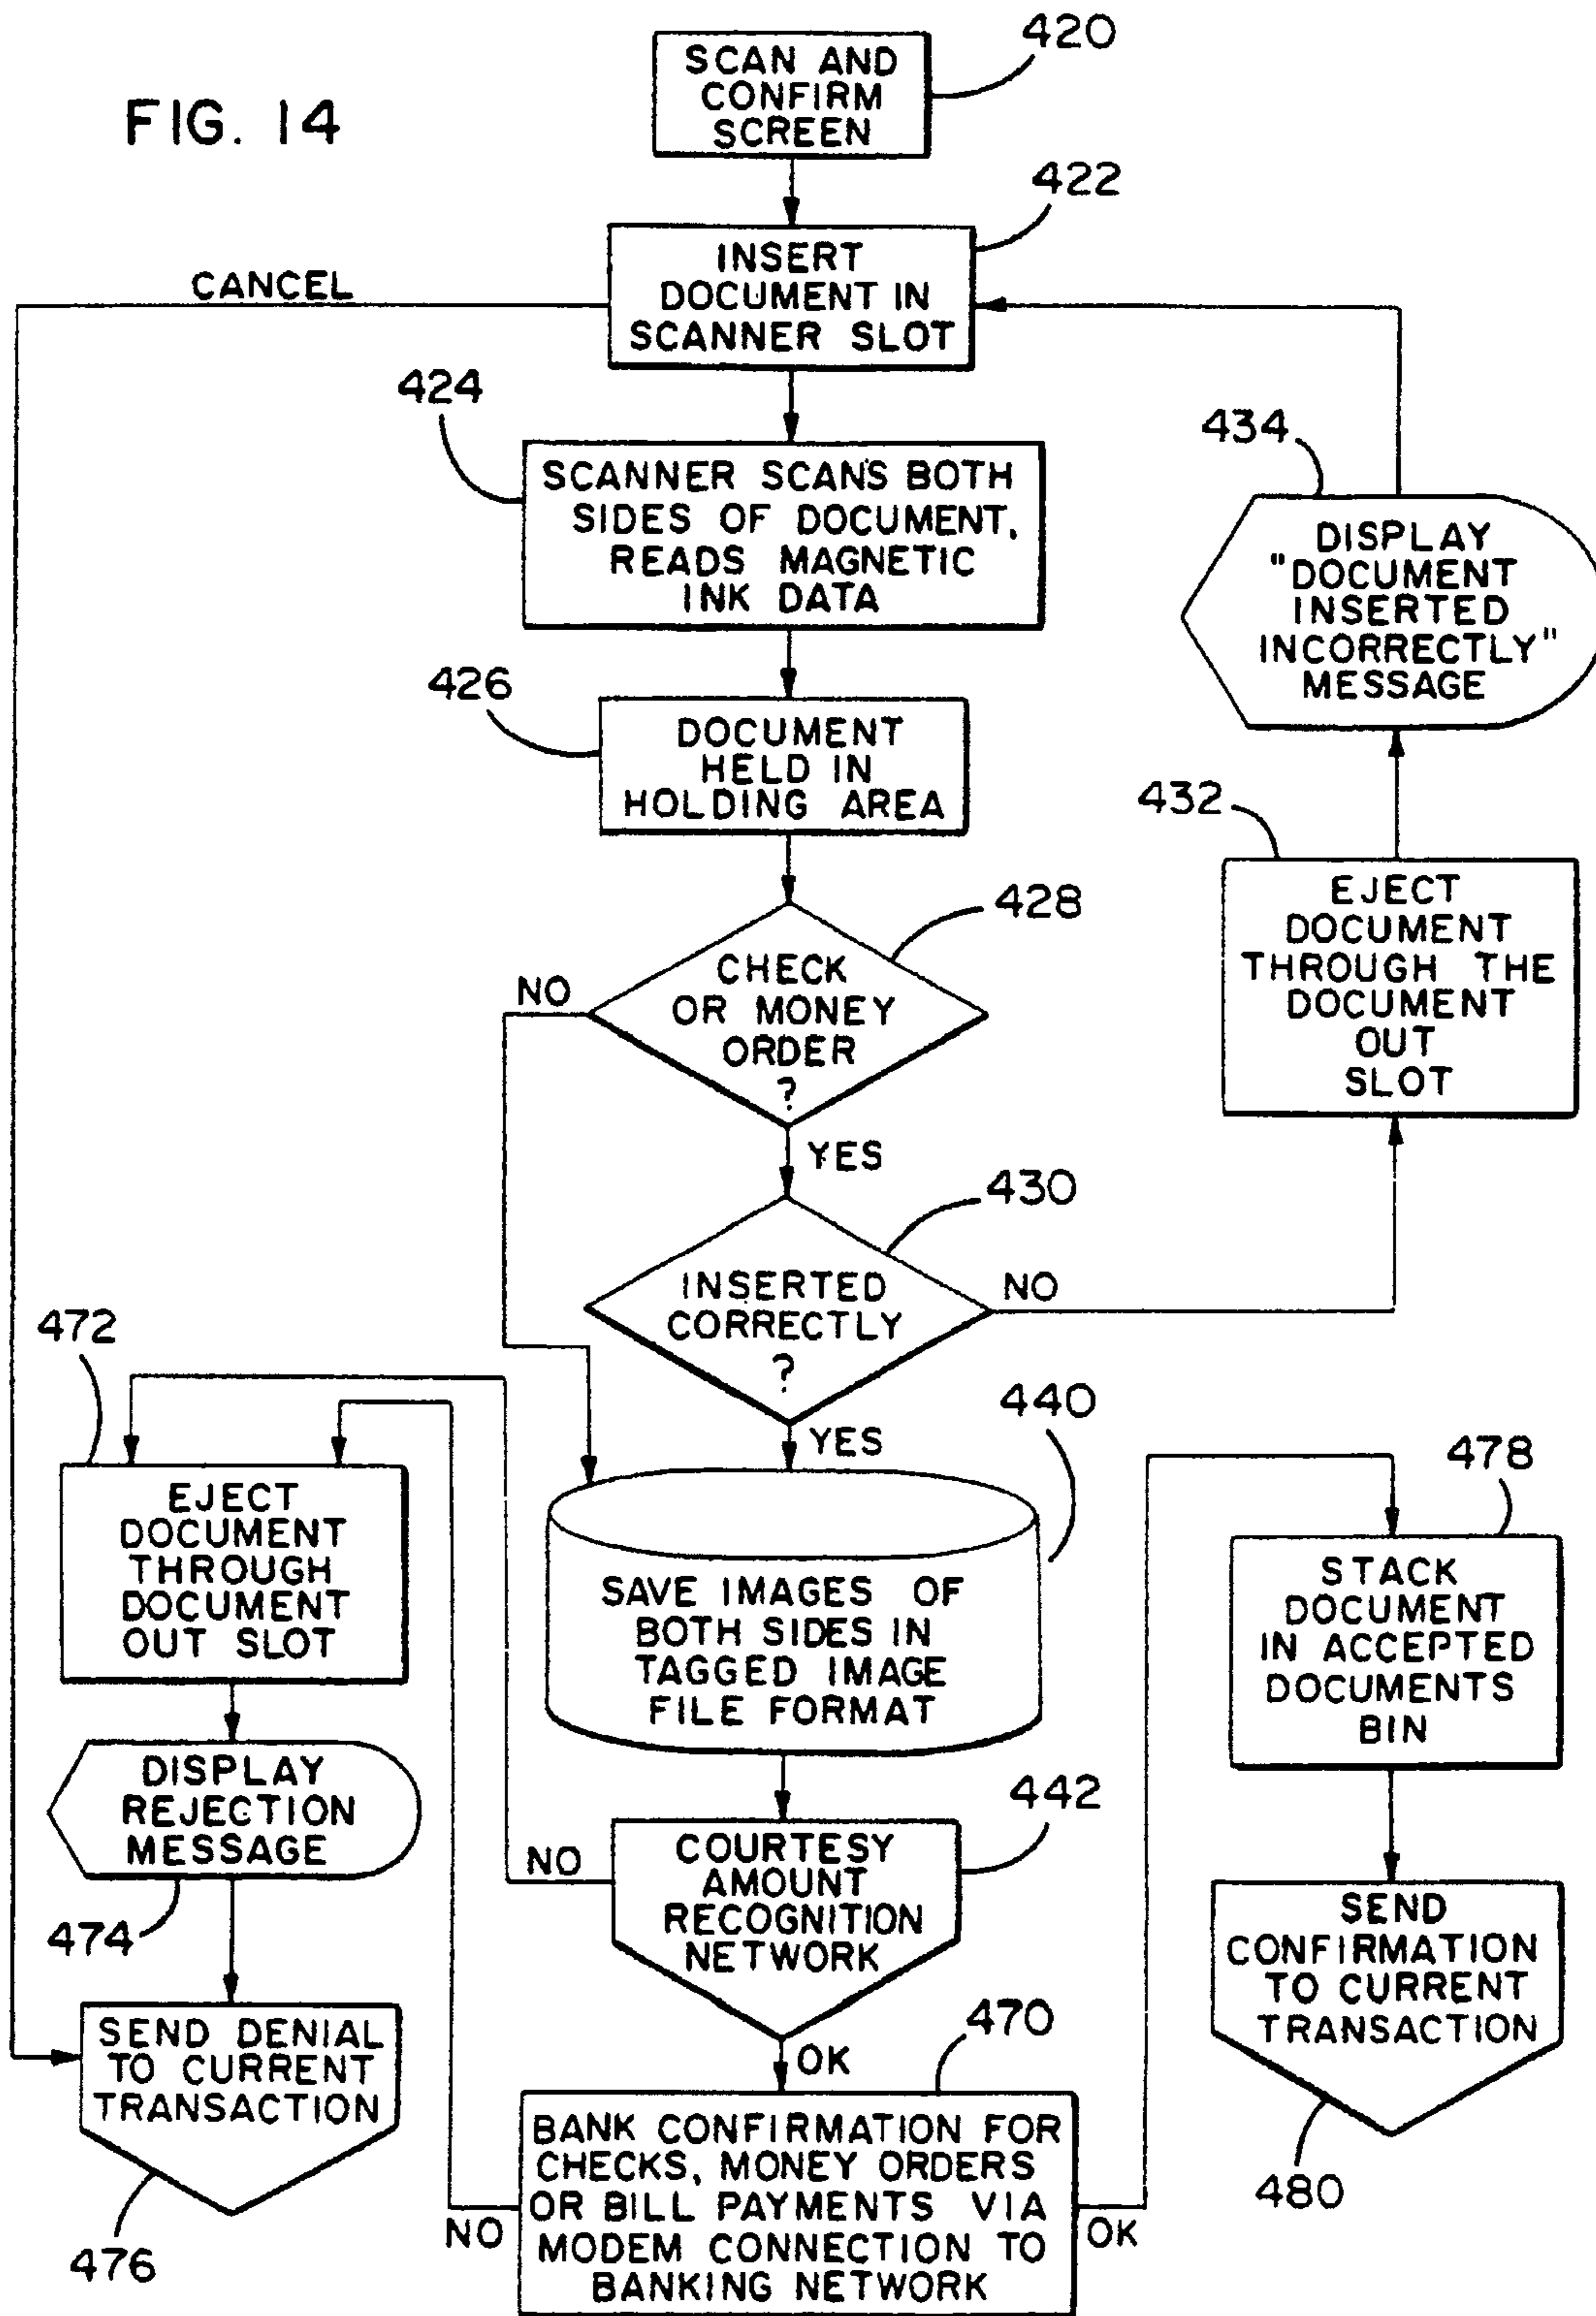 FIG. 14
420
SCAN AND
CONFIRM
SCREEN
422
INSERT
DOCUMENT IN
SCANNER SLOT
CANCEL
424
SCANNER SCANS BOTH
SIDES OF DOCUMENT,
READS MAGNETIC
INK DATA
434
DISPLAY
"DOCUMENT
INSERTED
INCORRECTLY"
MESSAGE
426
DOCUMENT
HELD IN
HOLDING AREA
432
EJECT
DOCUMENT
THROUGH THE
DOCUMENT
OUT
SLOT
428
CHECK
OR MONEY
ORDER
?
NO
YES
430
INSERTED
CORRECTLY
?
NO
YES
472
EJECT
DOCUMENT
THROUGH
DOCUMENT
OUT SLOT
440
SAVE IMAGES OF
BOTH SIDES IN
TAGGED IMAGE
FILE FORMAT
478
STACK
DOCUMENT
IN ACCEPTED
DOCUMENTS
BIN
DISPLAY
REJECTION
MESSAGE
474
442
COURTESY
AMOUNT
RECOGNITION
NETWORK
NO
OK
SEND
CONFIRMATION
TO CURRENT
TRANSACTION
480
SEND DENIAL
TO CURRENT
TRANSACTION
476
470
BANK CONFIRMATION FOR
CHECKS, MONEY ORDERS
OR BILL PAYMENTS VIA
MODEM CONNECTION TO
BANKING NETWORK
NO
OK